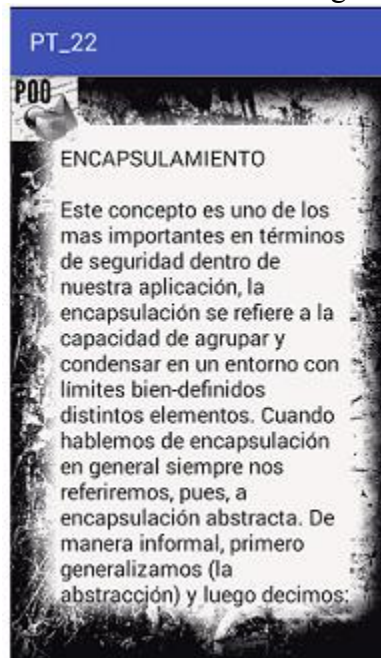 PT_22
POO
ENCAPSULAMIENTO
Este concepto es uno de los
mas importantes en términos
de seguridad dentro de
nuestra aplicación, la
encapsulación se refiere a la
capacidad de agrupar y
condensar en un entorno con
límites bien-definidos
distintos elementos. Cuando
hablemos de encapsulación
en general siempre nos
referiremos, pues, a
encapsulación abstracta. De
manera informal, primero
generalizamos (la
abstracción) y luego decimos: